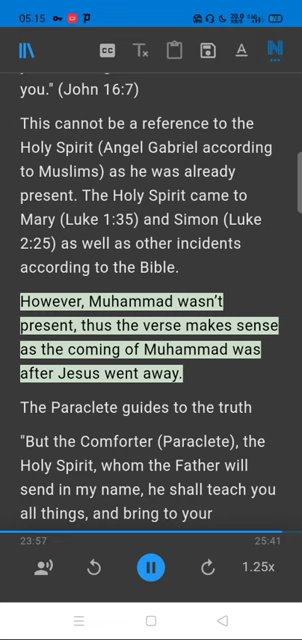 05.15
CC
you." (John 16:7)
This cannot be a reference to the
Holy Spirit (Angel Gabriel according
to Muslims) as he was already
present. The Holy Spirit came to
Mary (Luke 1:35) and Simon (Luke
2:25) as well as other incidents
according to the Bible.
However, Muhammad wasn't
present, thus the verse makes sense
as the coming of Muhammad was
after Jesus went away.
The Paraclete guides to the truth
"But the Comforter (Paraclete), the
Holy Spirit, whom the Father will
send in my name, he shall teach you
all things, and bring to your
23:57 25:41
1.25x